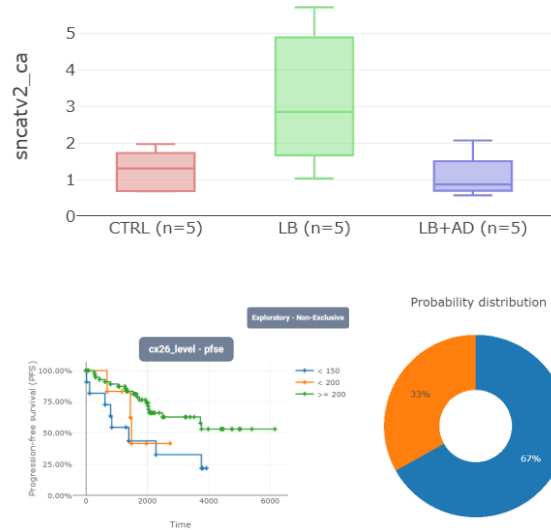 sncatv2_ca
5
4
3
2
1
0
CTRL (n=5)
LB (n=5)
LB+AD (n=5)
Exploratory - Non-Exclusive
cx26_level - pfse
Progression-free survival (PFS)
100.00%
75.00%
50.00%
25.00%
0.00%
0
2000
4000
6000
Time
< 150
< 200
>= 200
Probability distribution
33%
67%